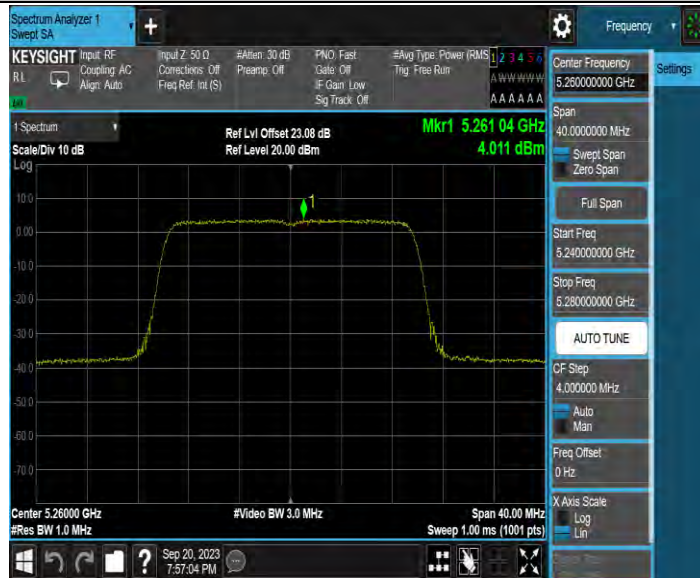 Spectrum Analyzer 1
Swept SA
+
Frequency
KEYSIGHT
RL
Input: RF
Coupling: AC
Align: Auto
Input Z: 50 Ω
Corrections: Off
Freq Ref: Int (S)
#Atten: 30 dB
Preamp: Off
PNO: Fast
Gate: Off
IF Gain: Low
Sig Track: Off
#Avg Type: Power (RMS
Trig: Free Run
1 2 3 4 5 6
A W W W W W
A A A A A A
Center Frequency
5.260000000 GHz
Settings
Span
40.0000000 MHz
Swept Span
Zero Span
Full Span
Start Freq
5.240000000 GHz
Stop Freq
5.280000000 GHz
AUTO TUNE
CF Step
4.000000 MHz
Auto
Man
Freq Offset
0 Hz
X Axis Scale
Log
Lin
1 Spectrum
Scale/Div 10 dB
Ref Lvl Offset 23.08 dB
Ref Level 20.00 dBm
Mkr1 5.261 04 GHz
4.011 dBm
Log
10.0
0.00
-10.0
-20.0
-30.0
-40.0
-50.0
-60.0
-70.0
1
Center 5.26000 GHz
#Res BW 1.0 MHz
#Video BW 3.0 MHz
Span 40.00 MHz
Sweep 1.00 ms (1001 pts)
?
Sep 20, 2023
7:57:04 PM